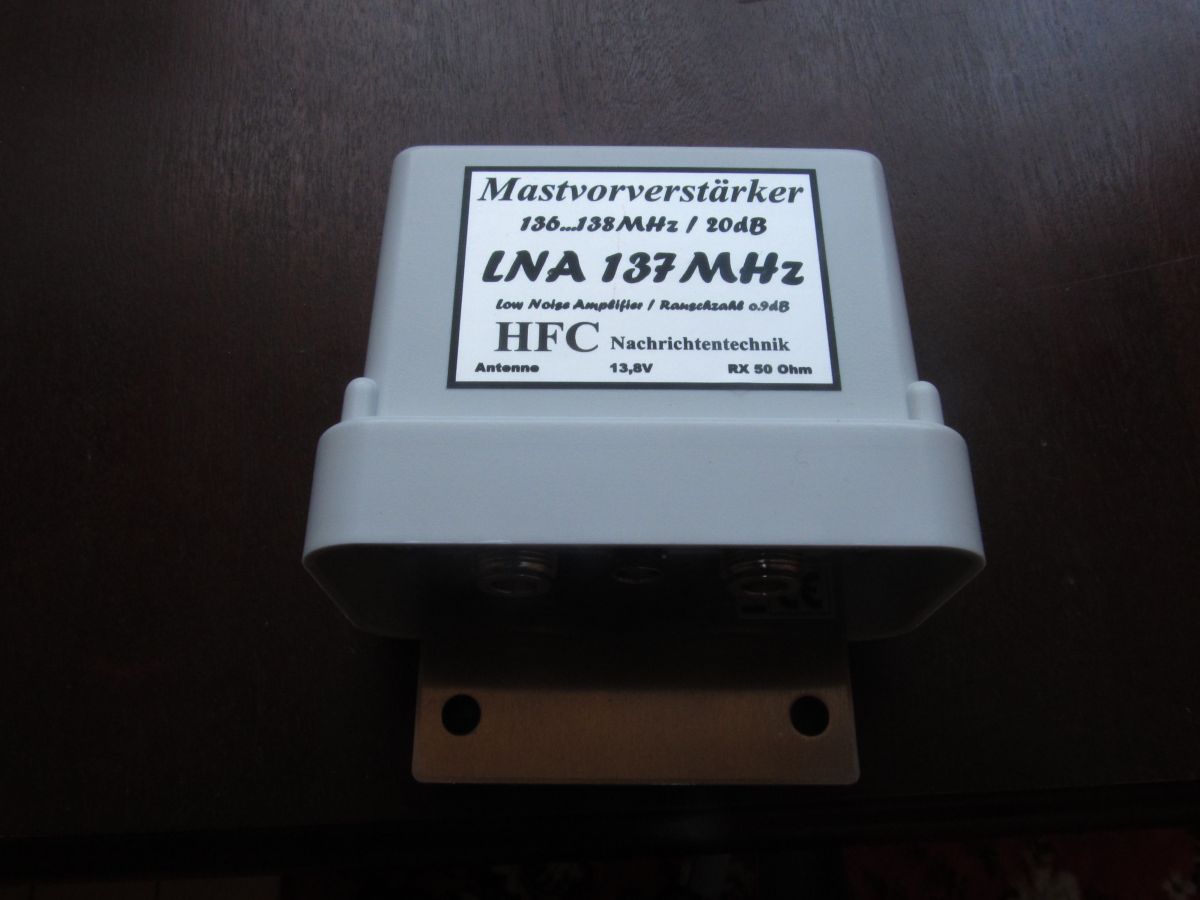 Mastvorverstärker
136...138MHz / 20dB
LNA 137MHz
Low Noise Amplifier / Rauschzahl 0.9dB
HFC Nachrichtentechnik
Antenne 13,8V RX 50 Ohm